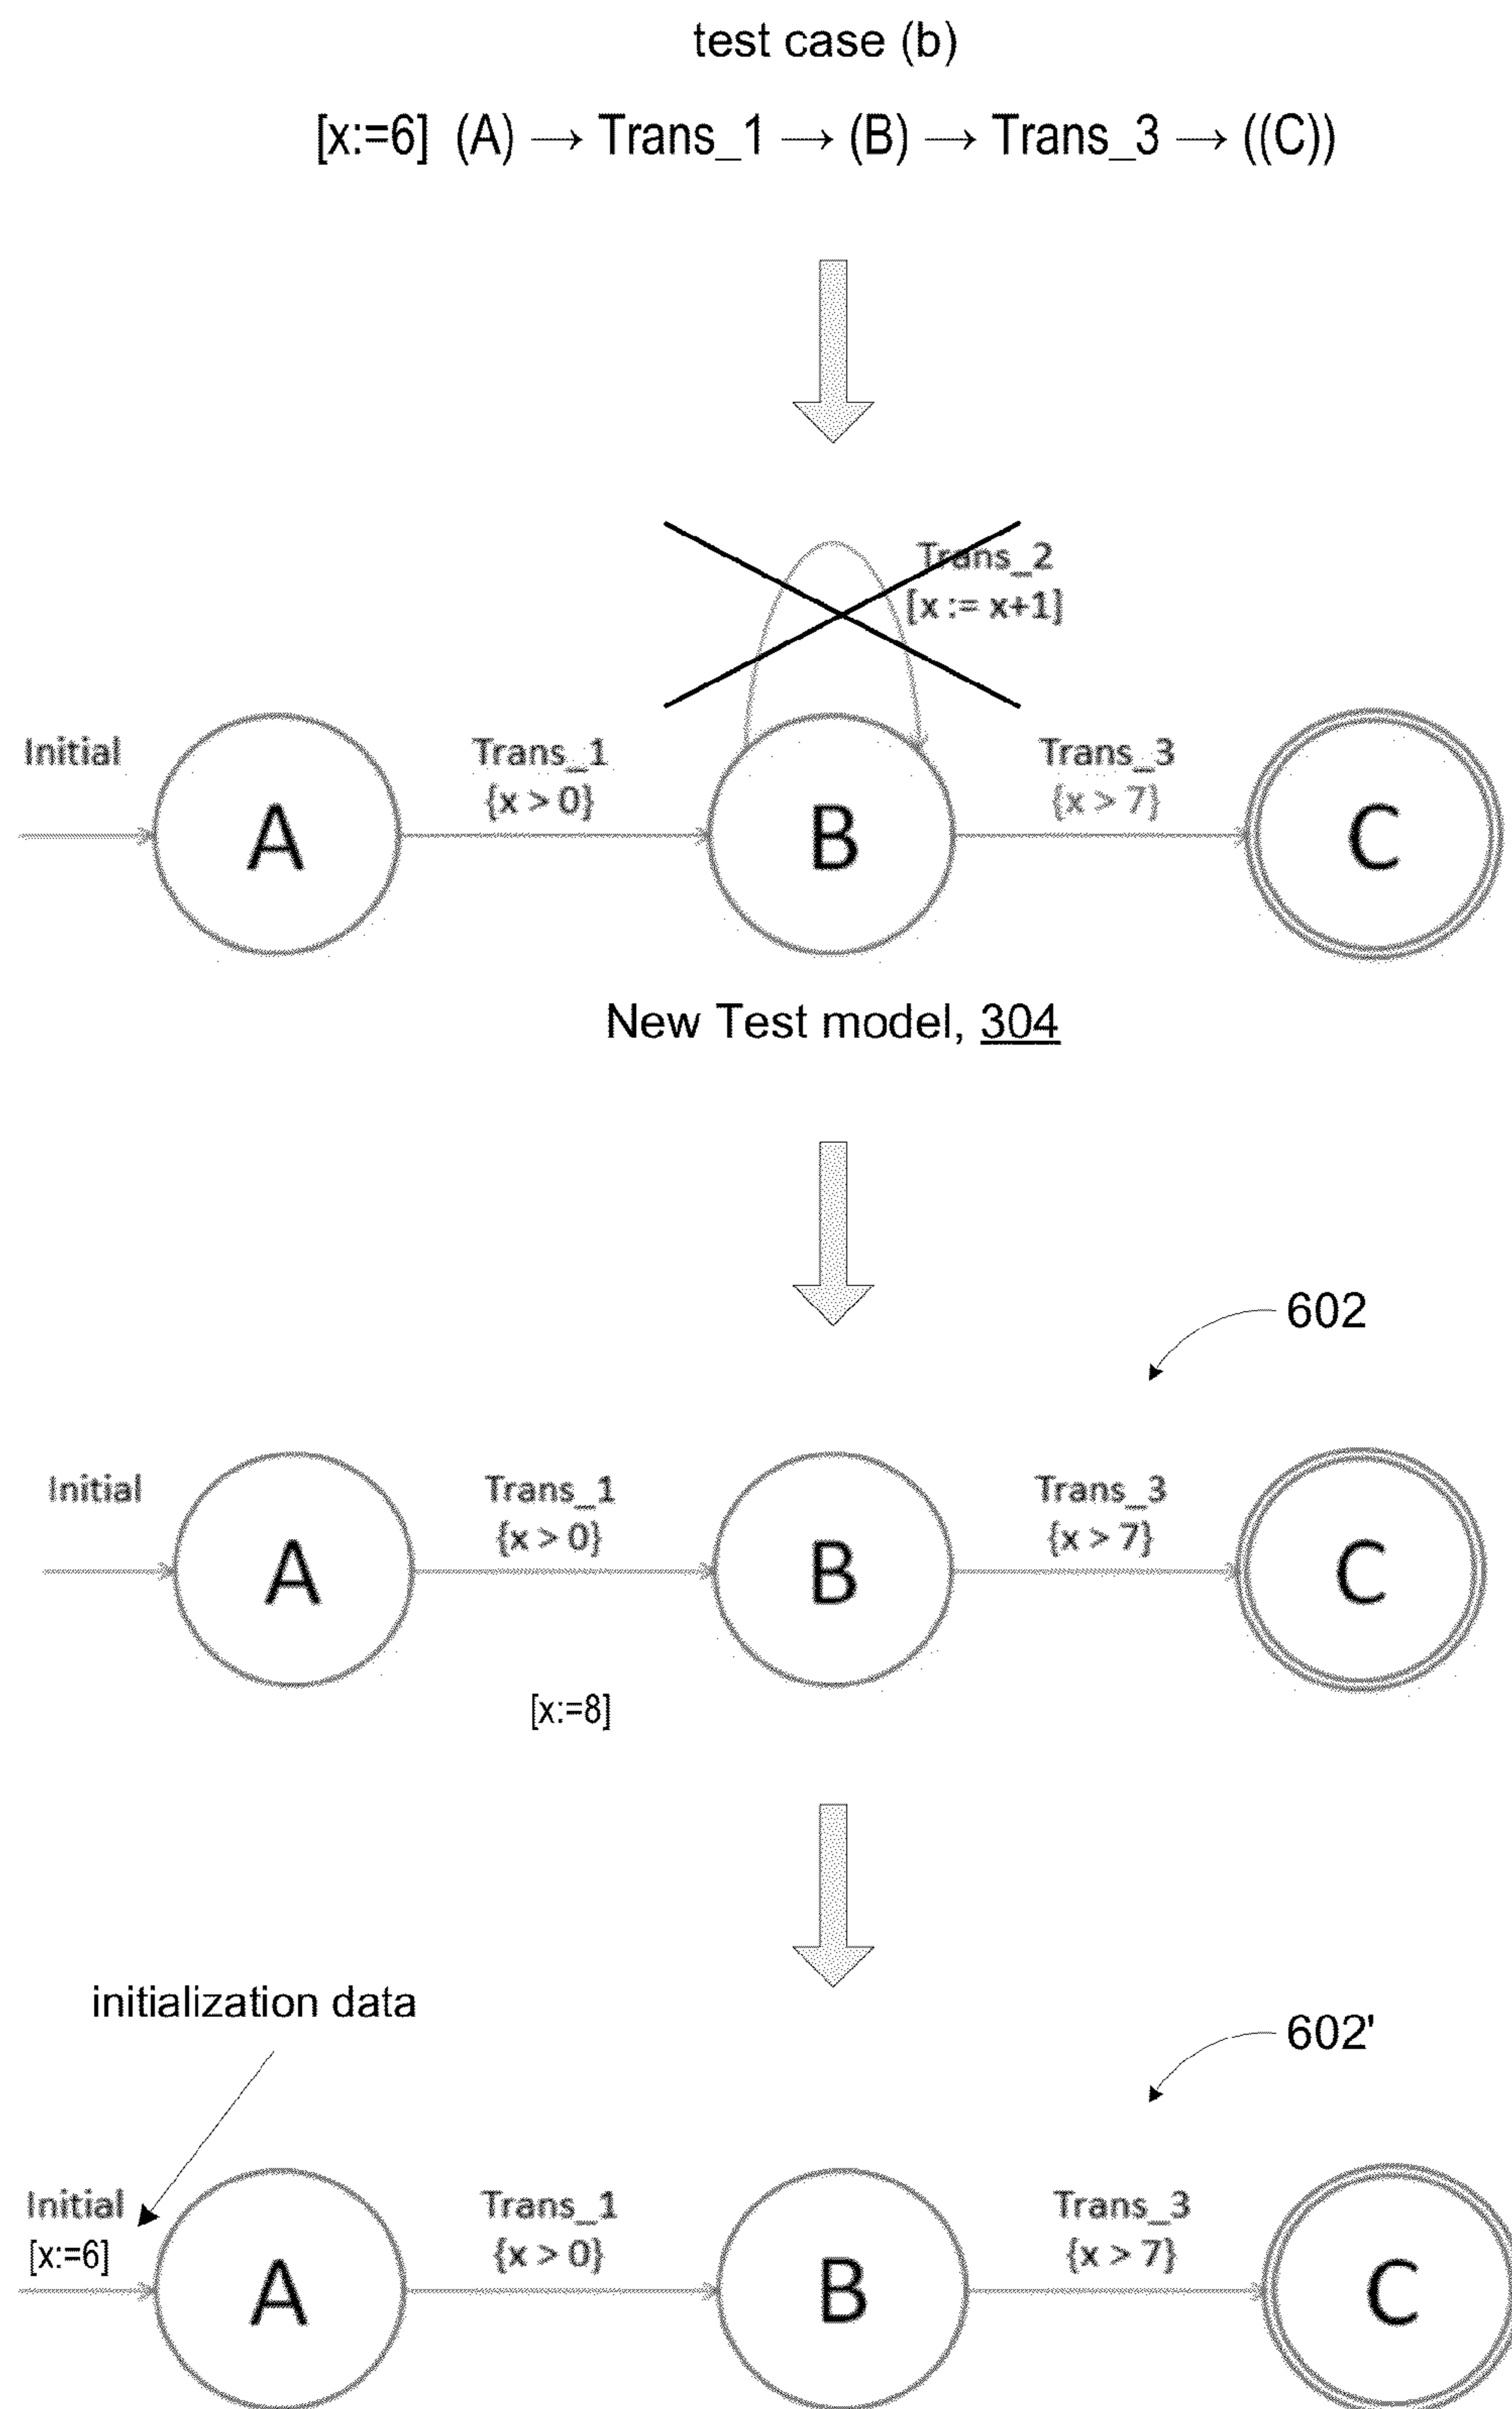 test case (b)
[x:=6] (A) → Trans_1 → (B) → Trans_3 → ((C))
Trans_2
[x := x+1]
Initial
Trans_1
{x > 0}
Trans_3
{x > 7}
A
B
C
New Test model, 304
602
Initial
Trans_1
{x > 0}
Trans_3
{x > 7}
A
B
C
[x:=8]
initialization data
602'
Initial
[x:=6]
Trans_1
{x > 0}
Trans_3
{x > 7}
A
B
C